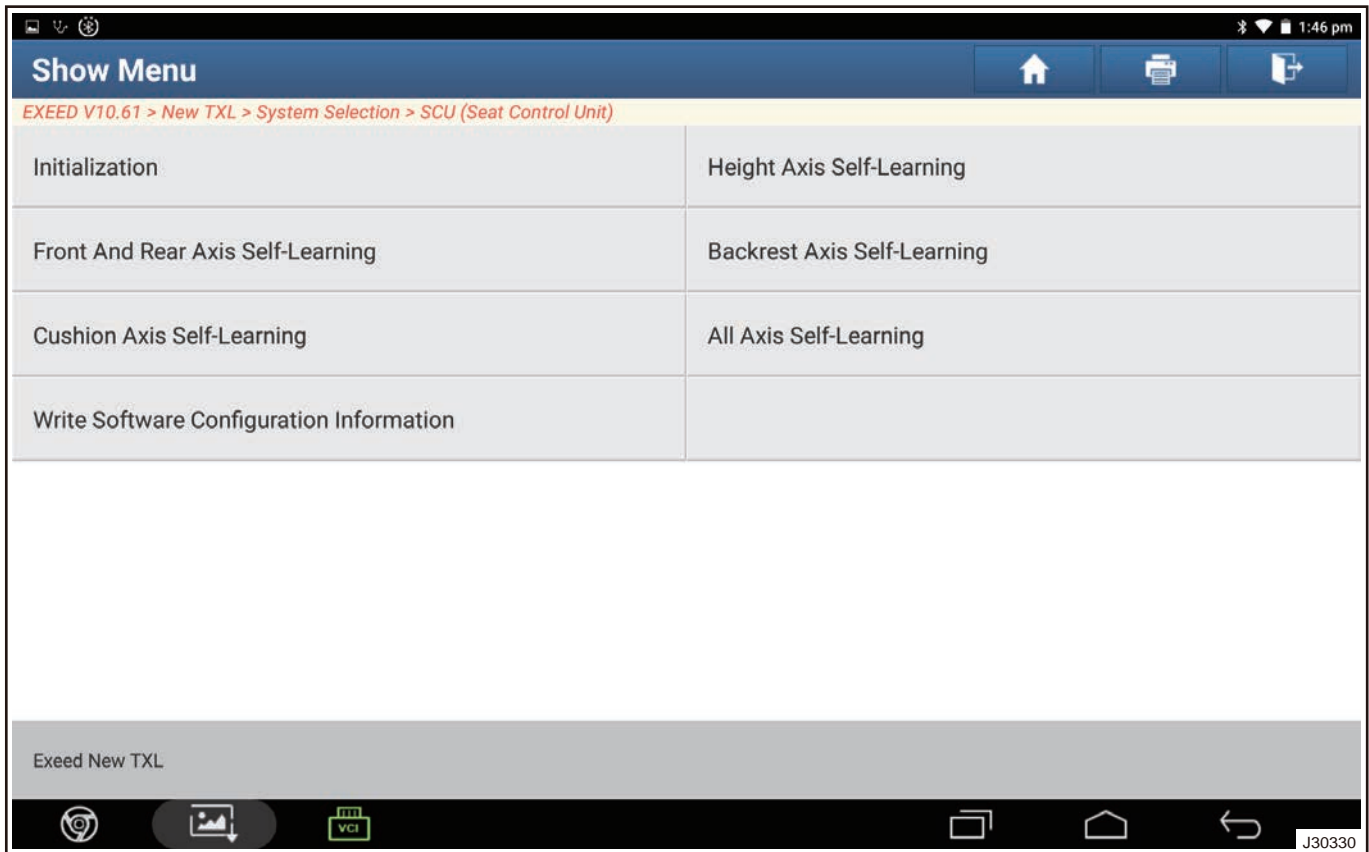 1:46 pm
Show Menu
EXEED V10.61 > New TXL > System Selection > SCU (Seat Control Unit)
Initialization
Height Axis Self-Learning
Front And Rear Axis Self-Learning
Backrest Axis Self-Learning
Cushion Axis Self-Learning
All Axis Self-Learning
Write Software Configuration Information
Exeed New TXL
VCI
J30330